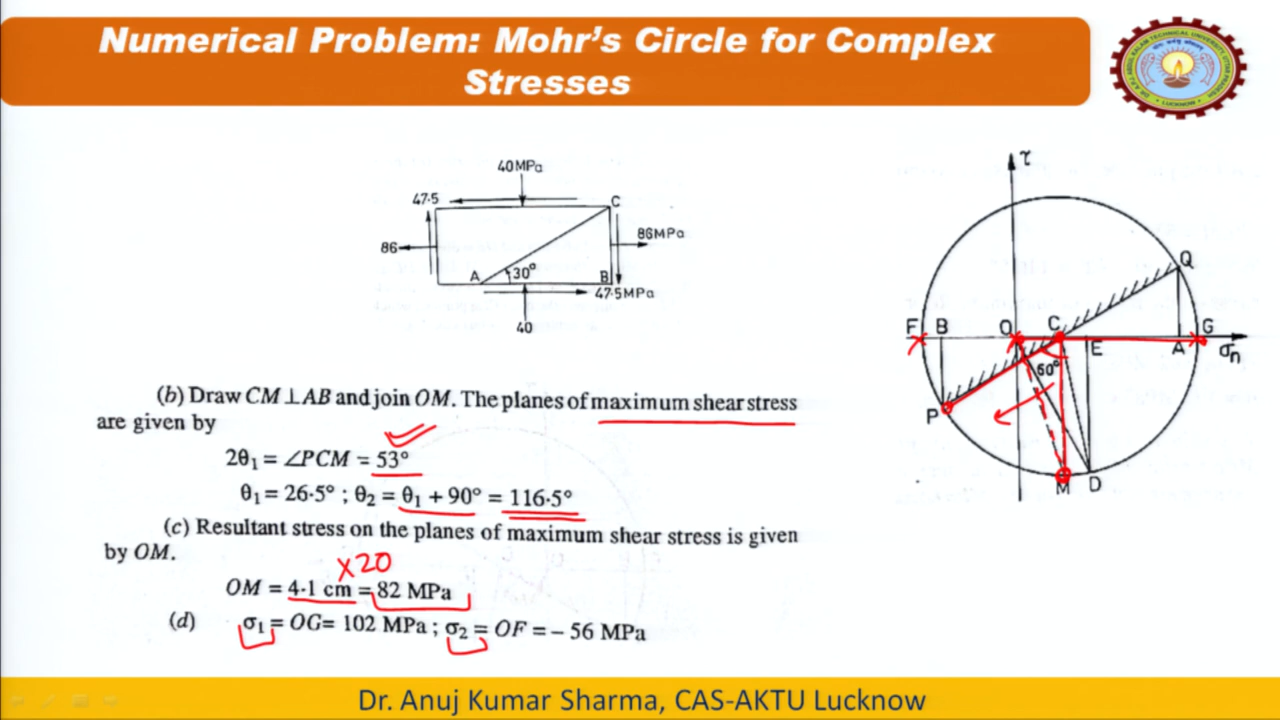 Numerical Problem: Mohr's Circle for Complex
Stresses
40MPa
47.5
C
86
86MPa
A
30°
B
47·5MPa
40
τ
Q
F
B
O
C
E
A
G
σn
60°
P
M
D
(b) Draw CM ⊥ AB and join OM. The planes of maximum shear stress
are given by
2θ1 = ∠PCM = 53°
θ1 = 26·5° ; θ2 = θ1 + 90° = 116·5°
(c) Resultant stress on the planes of maximum shear stress is given
by OM.
×20
OM = 4·1 cm = 82 MPa
(d) σ1 = OG= 102 MPa ; σ2 = OF = – 56 MPa
Dr. Anuj Kumar Sharma, CAS-AKTU Lucknow